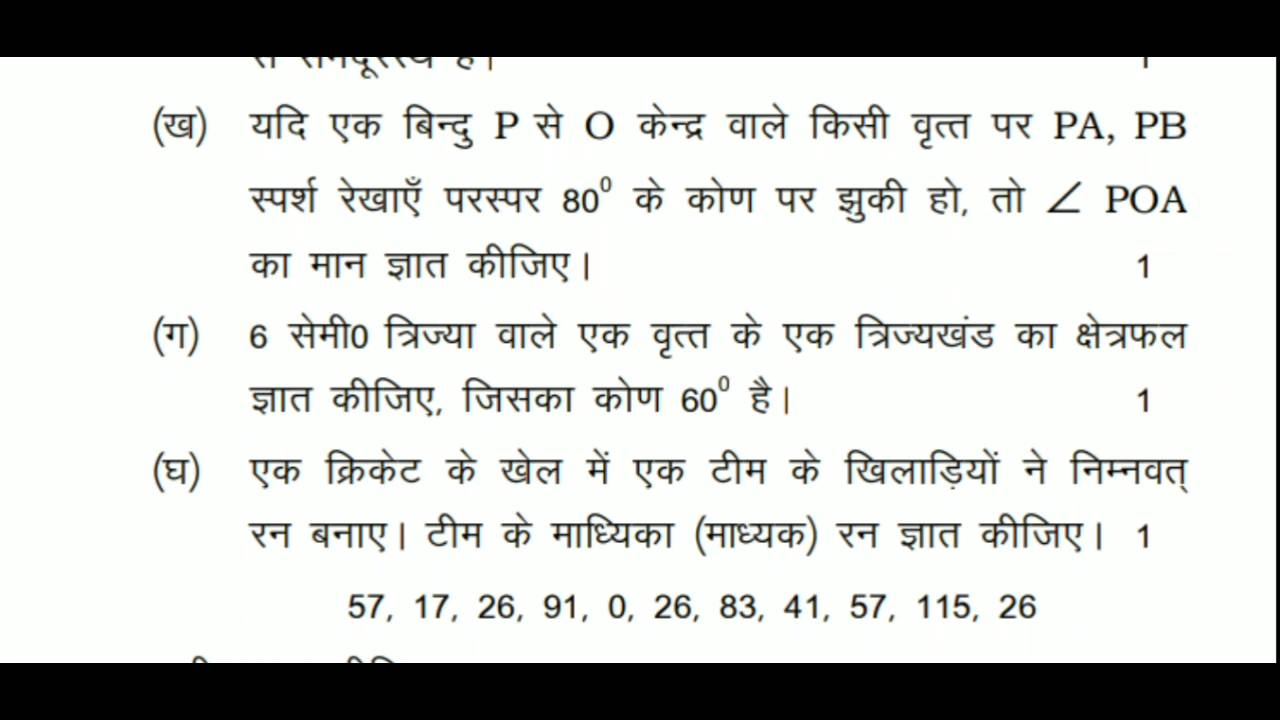 (ख) यदि एक बिन्दु P से O केन्द्र वाले किसी वृत्त पर PA, PB
स्पर्श रेखाएँ परस्पर 80⁰ के कोण पर झुकी हो, तो ∠ POA
का मान ज्ञात कीजिए। 1
(ग) 6 सेमी0 त्रिज्या वाले एक वृत्त के एक त्रिज्यखंड का क्षेत्रफल
ज्ञात कीजिए, जिसका कोण 60⁰ है। 1
(घ) एक क्रिकेट के खेल में एक टीम के खिलाड़ियों ने निम्नवत्
रन बनाए। टीम के माध्यिका (माध्यक) रन ज्ञात कीजिए। 1
57, 17, 26, 91, 0, 26, 83, 41, 57, 115, 26